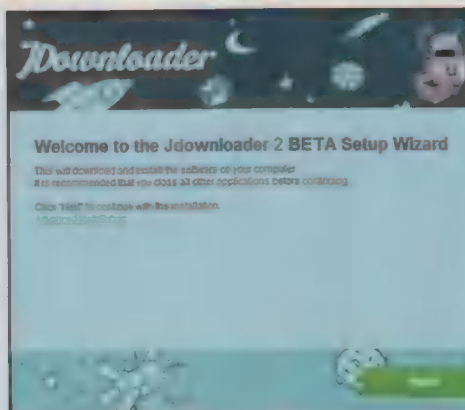 JDownloader
Welcome to the Jdownloader 2 BETA Setup Wizard
This will download and install the software on your computer
It is recommended that you close all other applications before continuing
Click "Next" to continue with the installation.